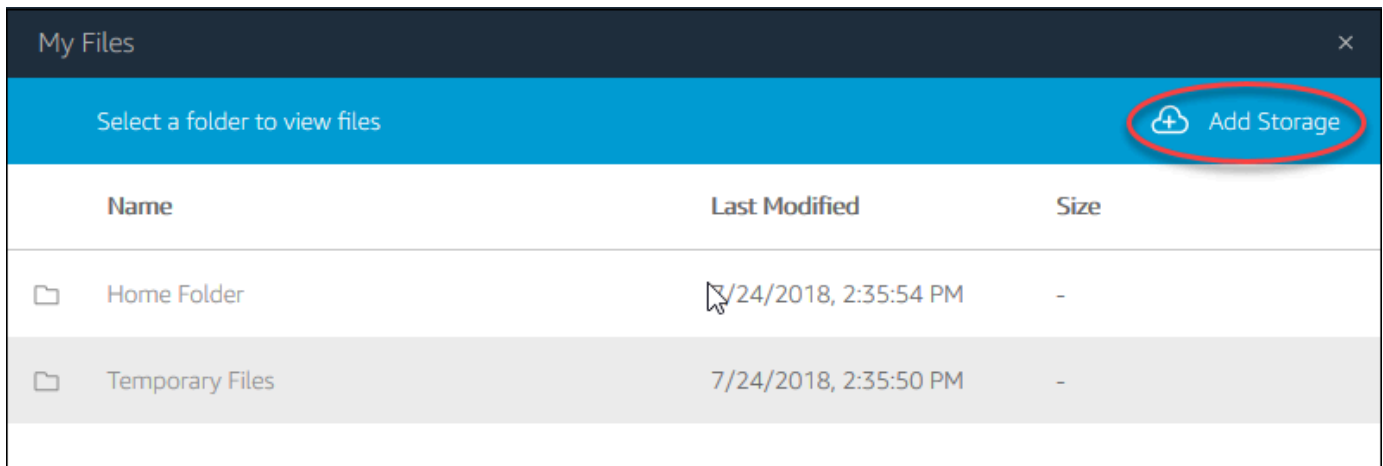 My Files
×
Select a folder to view files
Add Storage
Name Last Modified Size
Home Folder 7/24/2018, 2:35:54 PM -
Temporary Files 7/24/2018, 2:35:50 PM -